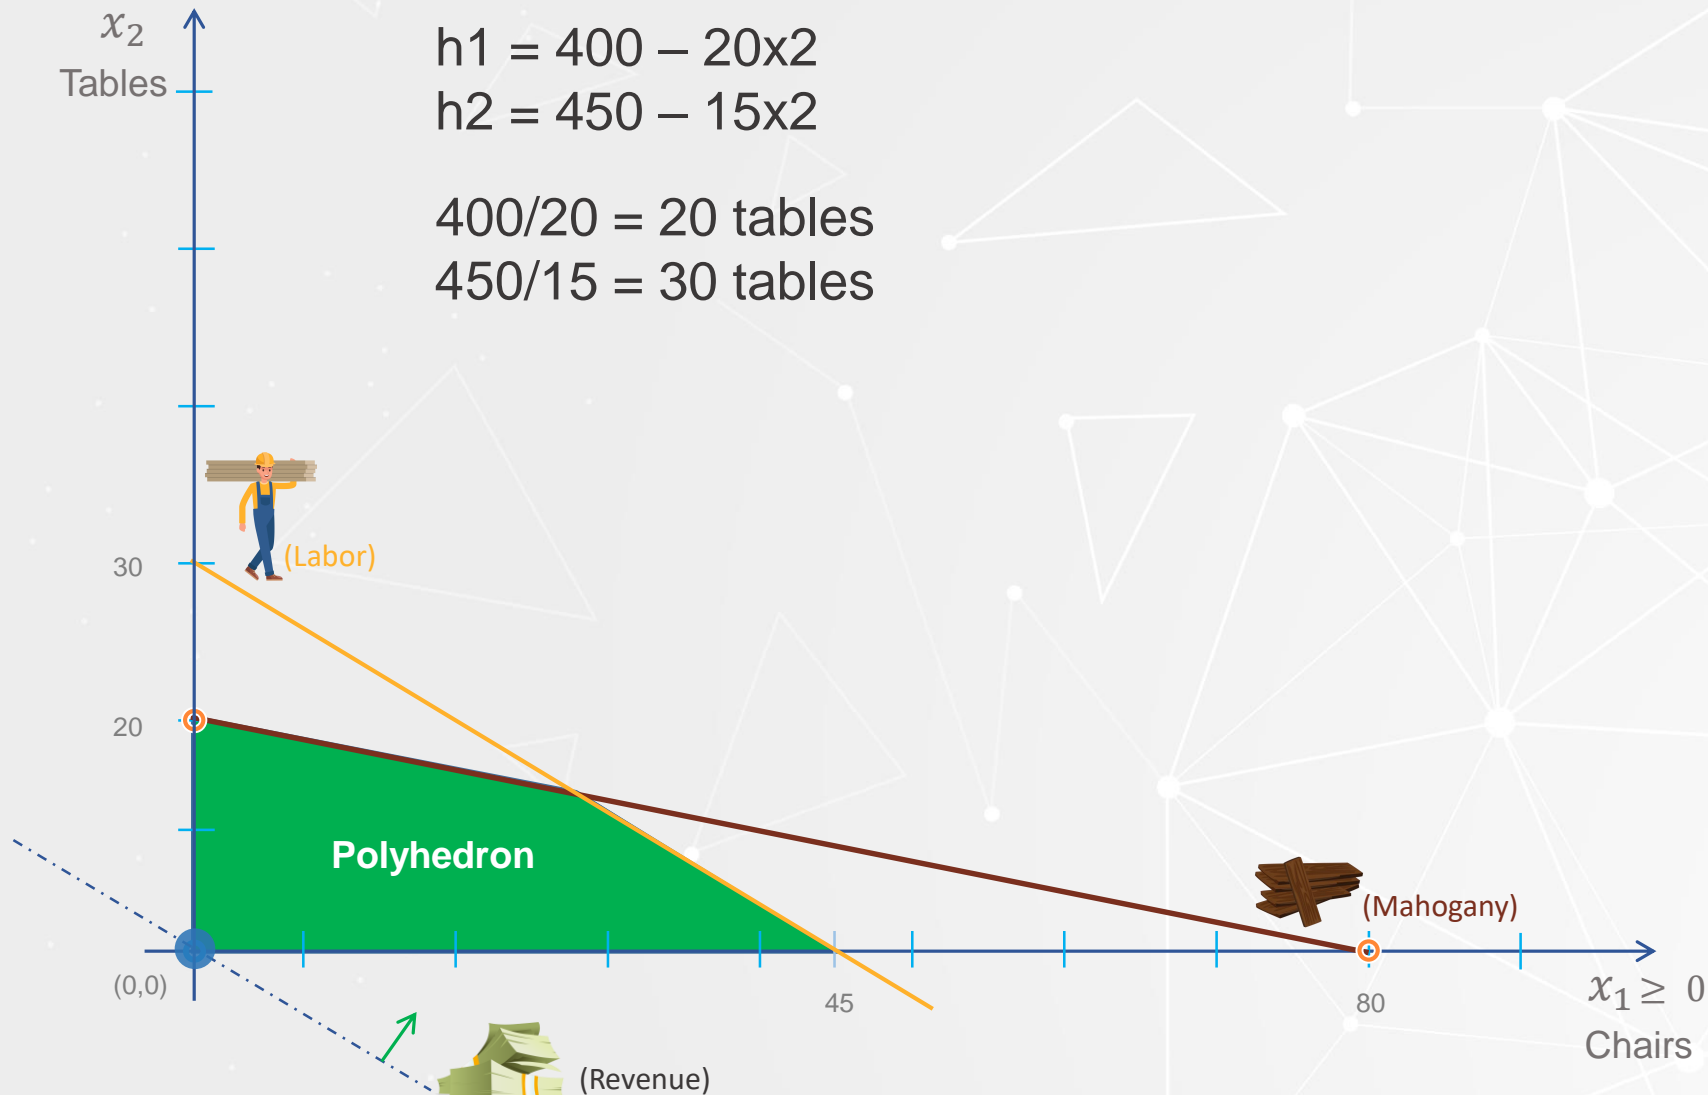 x₂
Tables
h1 = 400 – 20x2
h2 = 450 – 15x2
400/20 = 20 tables
450/15 = 30 tables
(Labor)
30
20
Polyhedron
(Mahogany)
(0,0)
45
80
x₁ ≥ 0
Chairs
(Revenue)